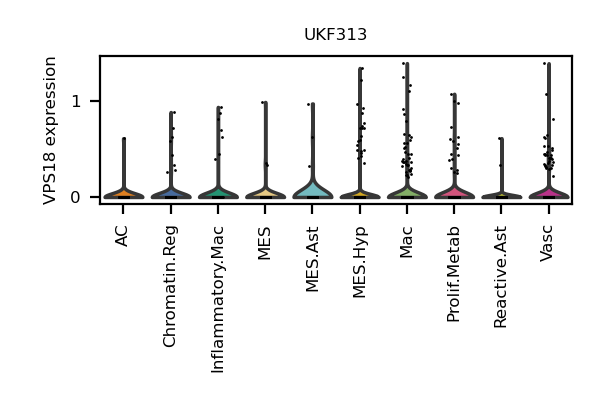 UKF313
VPS18 expression
1
0
AC
Chromatin.Reg
Inflammatory.Mac
MES
MES.Ast
MES.Hyp
Mac
Prolif.Metab
Reactive.Ast
Vasc